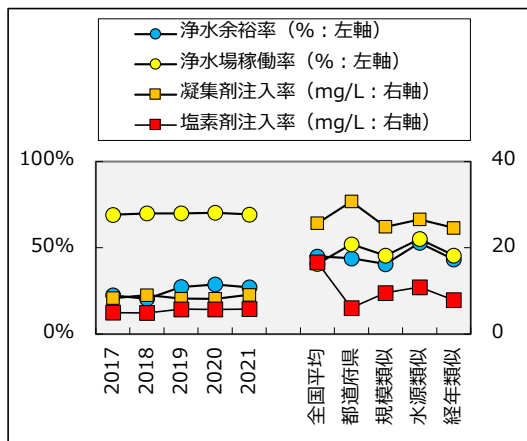 浄水余裕率（%：左軸）
浄水場稼働率（%：左軸）
凝集剤注入率（mg/L：右軸）
塩素剤注入率（mg/L：右軸）
100%
40
50%
20
0%
0
2017
2018
2019
2020
2021
全国平均
都道府県
規模類似
水源類似
経年類似